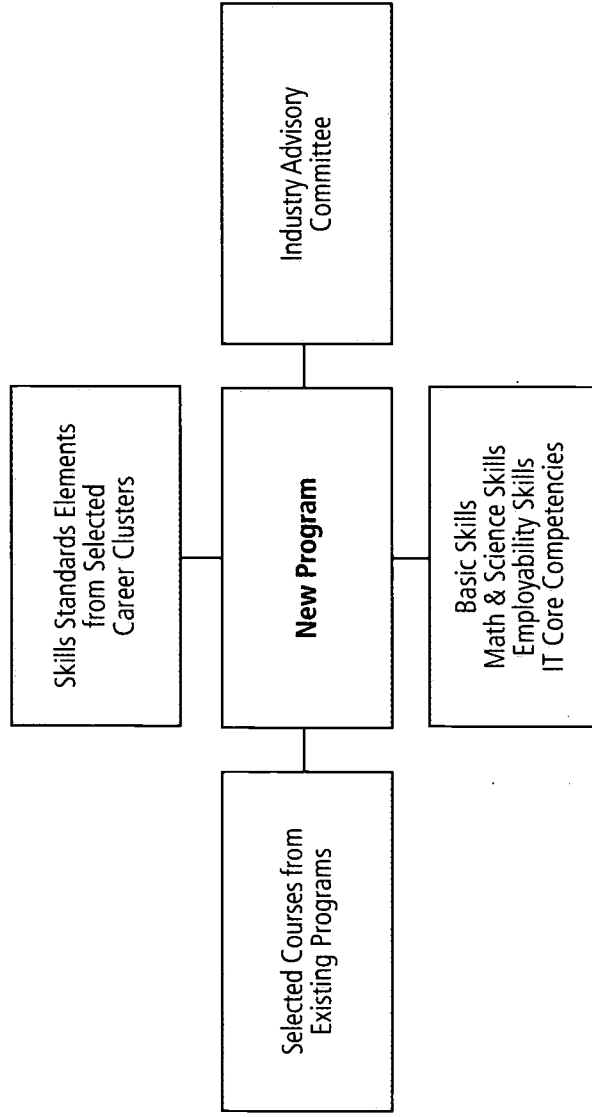 Skills Standards Elements
from Selected
Career Clusters
Selected Courses from
Existing Programs
New Program
Industry Advisory
Committee
Basic Skills
Math & Science Skills
Employability Skills
IT Core Competencies